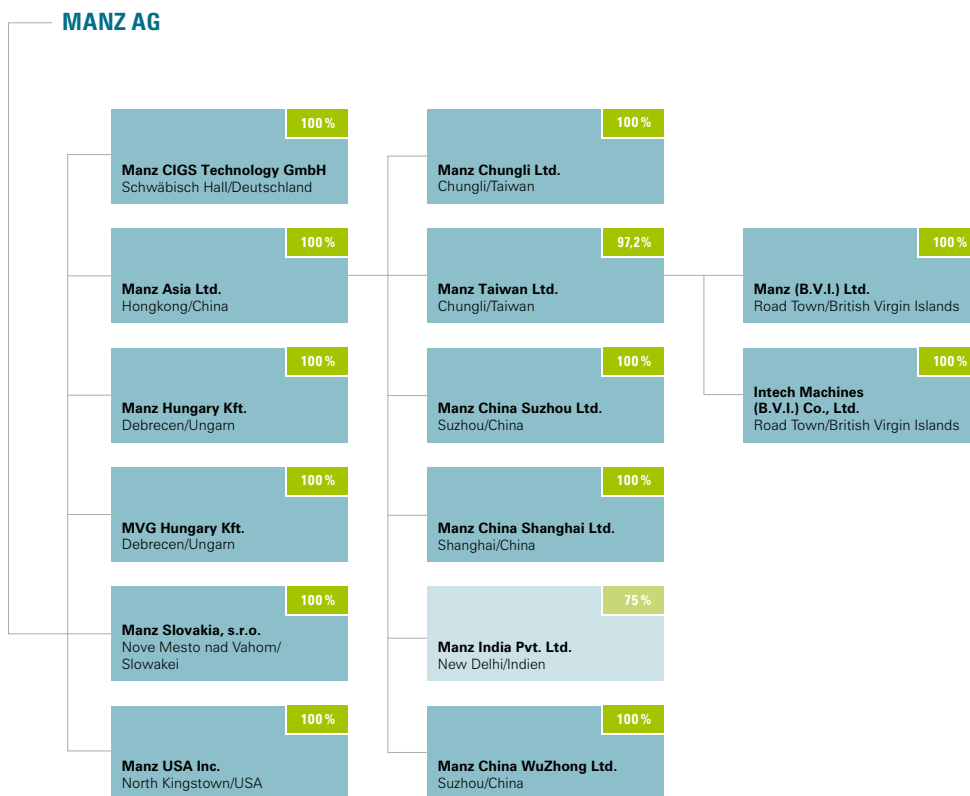 MANZ AG
100 %
Manz CIGS Technology GmbH
Schwäbisch Hall/Deutschland
100 %
Manz Asia Ltd.
Hongkong/China
100 %
Manz Hungary Kft.
Debrecen/Ungarn
100 %
MVG Hungary Kft.
Debrecen/Ungarn
100 %
Manz Slovakia, s.r.o.
Nove Mesto nad Vahom/
Slowakei
100 %
Manz USA Inc.
North Kingstown/USA
100 %
Manz Chungli Ltd.
Chungli/Taiwan
97,2 %
Manz Taiwan Ltd.
Chungli/Taiwan
100 %
Manz China Suzhou Ltd.
Suzhou/China
100 %
Manz China Shanghai Ltd.
Shanghai/China
75 %
Manz India Pvt. Ltd.
New Delhi/Indien
100 %
Manz China WuZhong Ltd.
Suzhou/China
100 %
Manz (B.V.I.) Ltd.
Road Town/British Virgin Islands
100 %
Intech Machines
(B.V.I.) Co., Ltd.
Road Town/British Virgin Islands